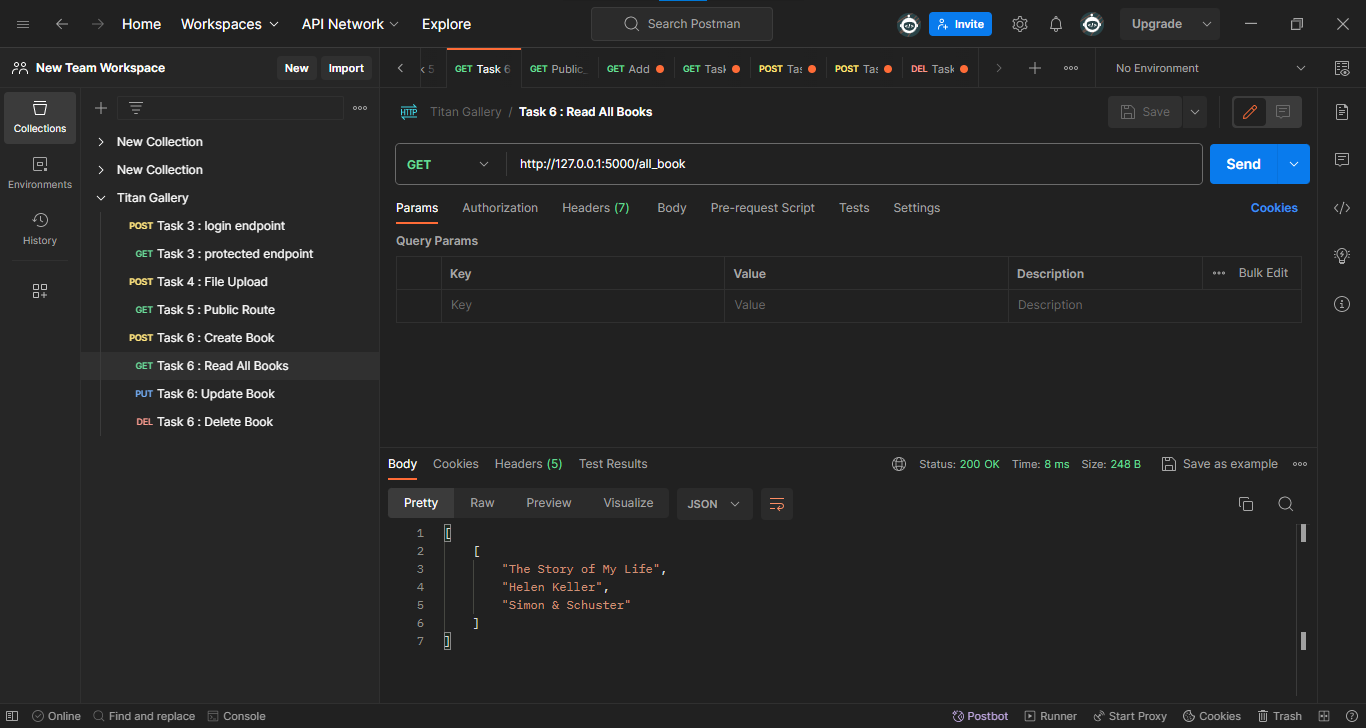 Home Workspaces API Network Explore Search Postman Invite Upgrade
New Team Workspace New Import
5 GET Task 6 GET Public_ GET Add GET Task POST Tas POST Tas DEL Task No Environment
Collections
Environments
History
New Collection
New Collection
Titan Gallery
POST Task 3 : login endpoint
GET Task 3 : protected endpoint
POST Task 4 : File Upload
GET Task 5 : Public Route
POST Task 6 : Create Book
GET Task 6 : Read All Books
PUT Task 6: Update Book
DEL Task 6 : Delete Book
HTTP Titan Gallery / Task 6 : Read All Books Save
GET http://127.0.0.1:5000/all_book Send
Params Authorization Headers (7) Body Pre-request Script Tests Settings Cookies
Query Params
Key Value Description Bulk Edit
Key Value Description
Body Cookies Headers (5) Test Results Status: 200 OK Time: 8 ms Size: 248 B Save as example
Pretty Raw Preview Visualize JSON
1 [
2 [
3 "The Story of My Life",
4 "Helen Keller",
5 "Simon & Schuster"
6 ]
7 ]
Online Find and replace Console Postbot Runner Start Proxy Cookies Trash